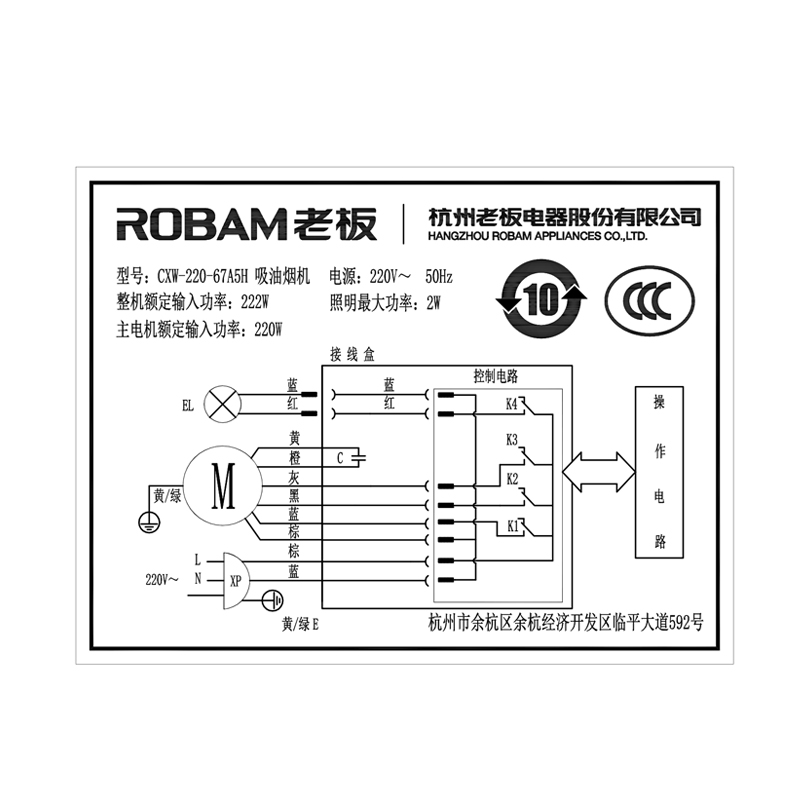 ROBAM老板
杭州老板电器股份有限公司
HANGZHOU ROBAM APPLIANCES CO.,LTD.
型号：CXW-220-67A5H 吸油烟机 电源：220V～ 50Hz
整机额定输入功率：222W 照明最大功率：2W
主电机额定输入功率：220W
10
CCC
接线盒
控制电路
EL
蓝
红
蓝
红
K4
操作电路
黄
橙
C
K3
灰
M
黄/绿
黑
K2
蓝
棕
K1
棕
L
蓝
220V～
N
XP
黄/绿 E
杭州市余杭区余杭经济开发区临平大道592号